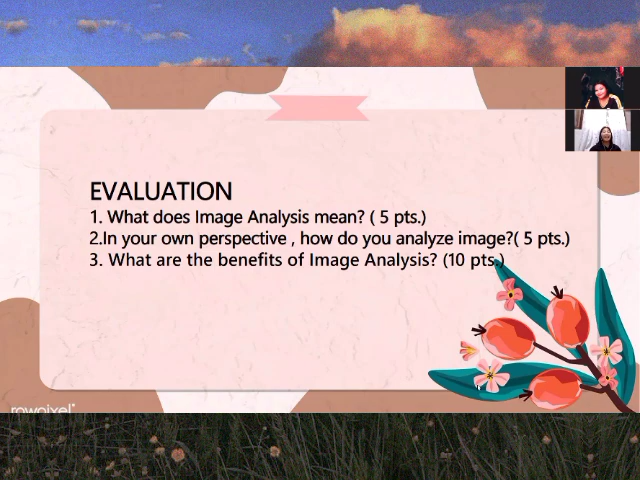 EVALUATION
1. What does Image Analysis mean? ( 5 pts.)
2.In your own perspective , how do you analyze image?( 5 pts.)
3. What are the benefits of Image Analysis? (10 pts.)
rawpixel